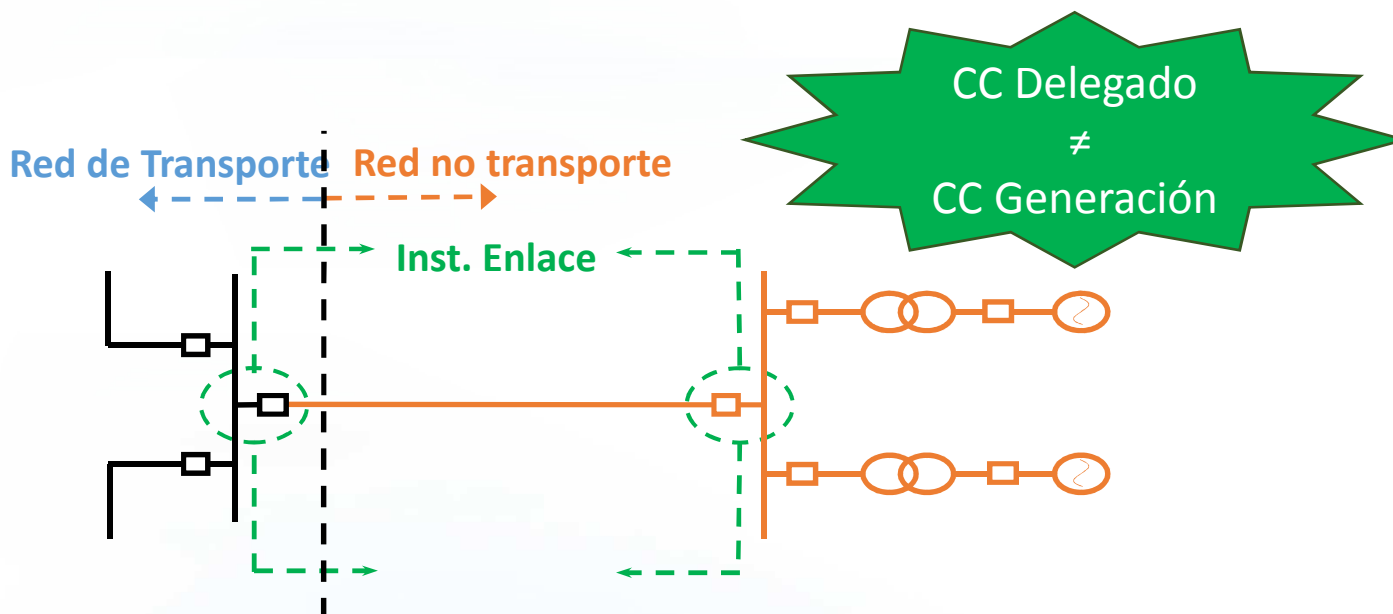 CC Delegado
≠
CC Generación
Red de Transporte
Red no transporte
Inst. Enlace